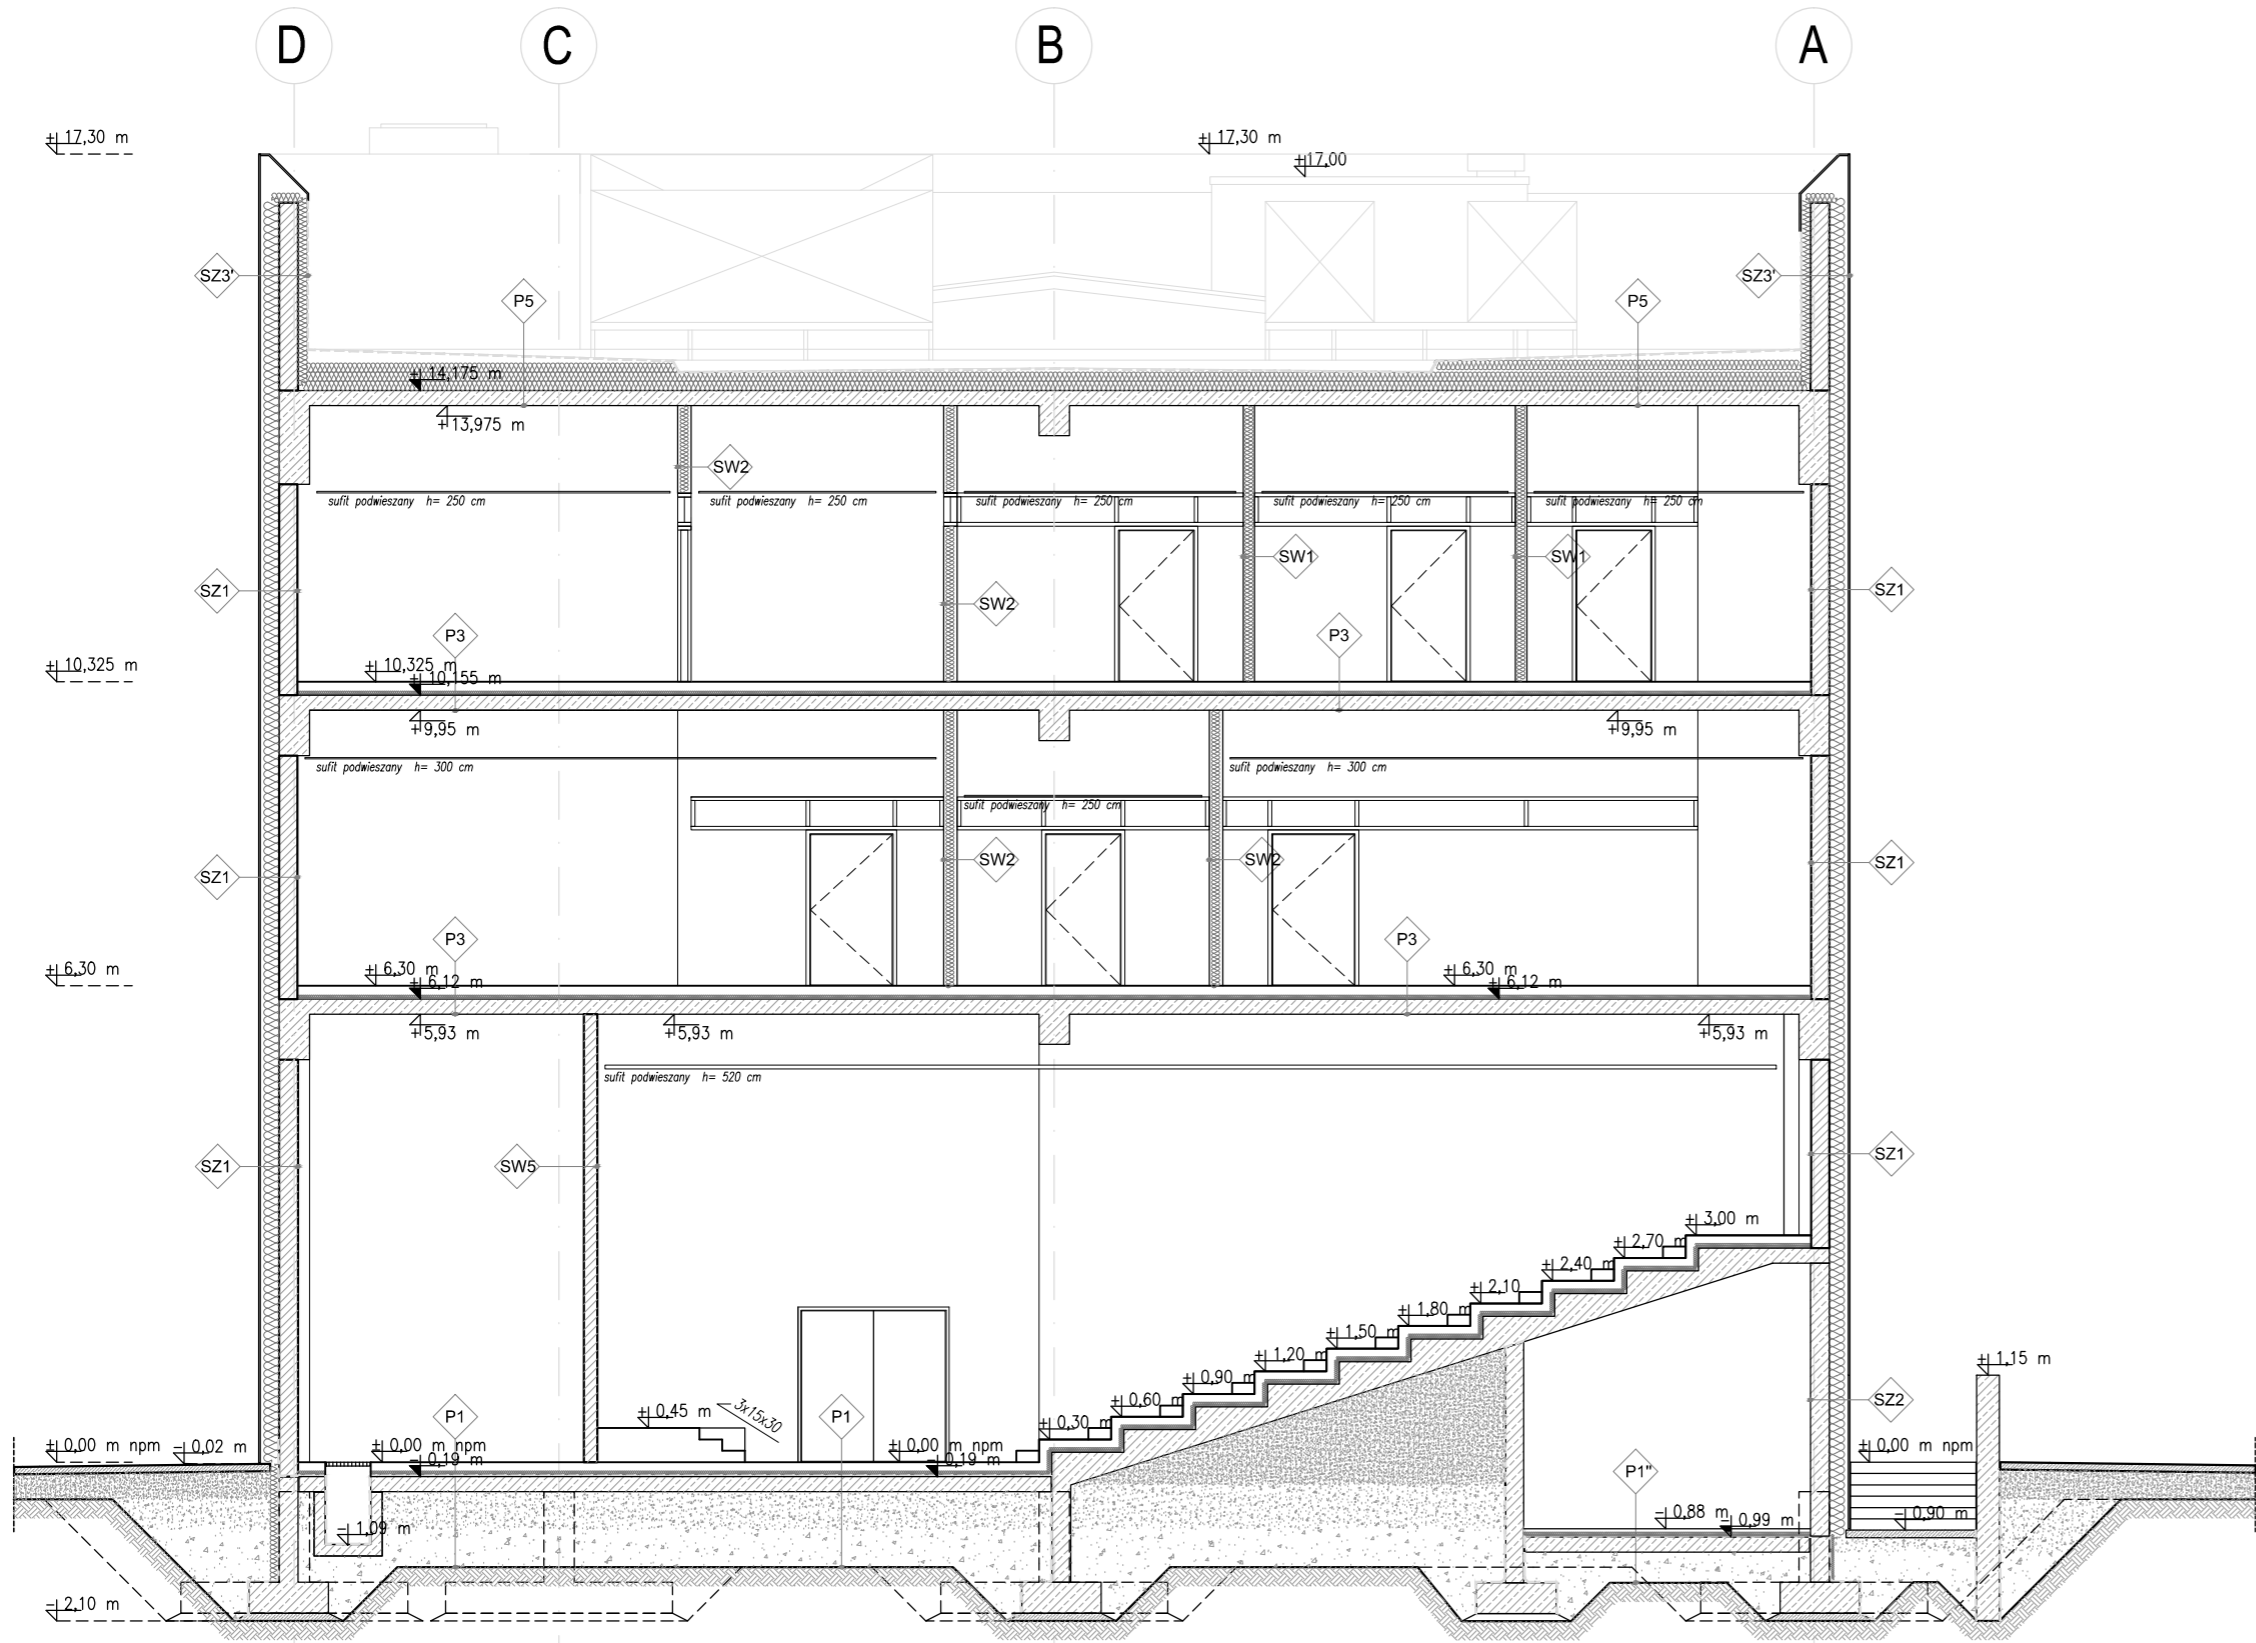 D
C
B
A
+17,30 m
+17,30 m
+17,00
SZ3'
P5
P5
SZ3'
+14,175 m
+13,975 m
SW2
sufit podwieszany h= 250 cm
sufit podwieszany h= 250 cm
sufit podwieszany h= 250 cm
sufit podwieszany h= 250 cm
sufit podwieszany h= 250 cm
SW1
SW1
SZ1
SW2
SZ1
P3
P3
+10,325 m
+10,325 m
+10,155 m
+9,95 m
+9,95 m
sufit podwieszany h= 300 cm
sufit podwieszany h= 300 cm
sufit podwieszany h= 250 cm
SZ1
SW2
SW2
SZ1
P3
P3
+6,30 m
+6,30 m
+6,12 m
+6,30 m
+6,12 m
+5,93 m
+5,93 m
+5,93 m
sufit podwieszany h= 520 cm
SZ1
SW5
SZ1
+3,00 m
+2,70 m
+2,40 m
+2,10
+1,80 m
+1,50 m
+1,20 m
+0,90 m
+0,60 m
+0,30 m
+1,15 m
SZ2
P1
+0,45 m
3x15x30
P1
+0,00 m npm
-0,02 m
+0,00 m npm
-0,19 m
+0,00 m npm
-0,19 m
+0,00 m npm
P1"
-0,88 m
-0,99 m
-0,90 m
-1,09 m
-2,10 m